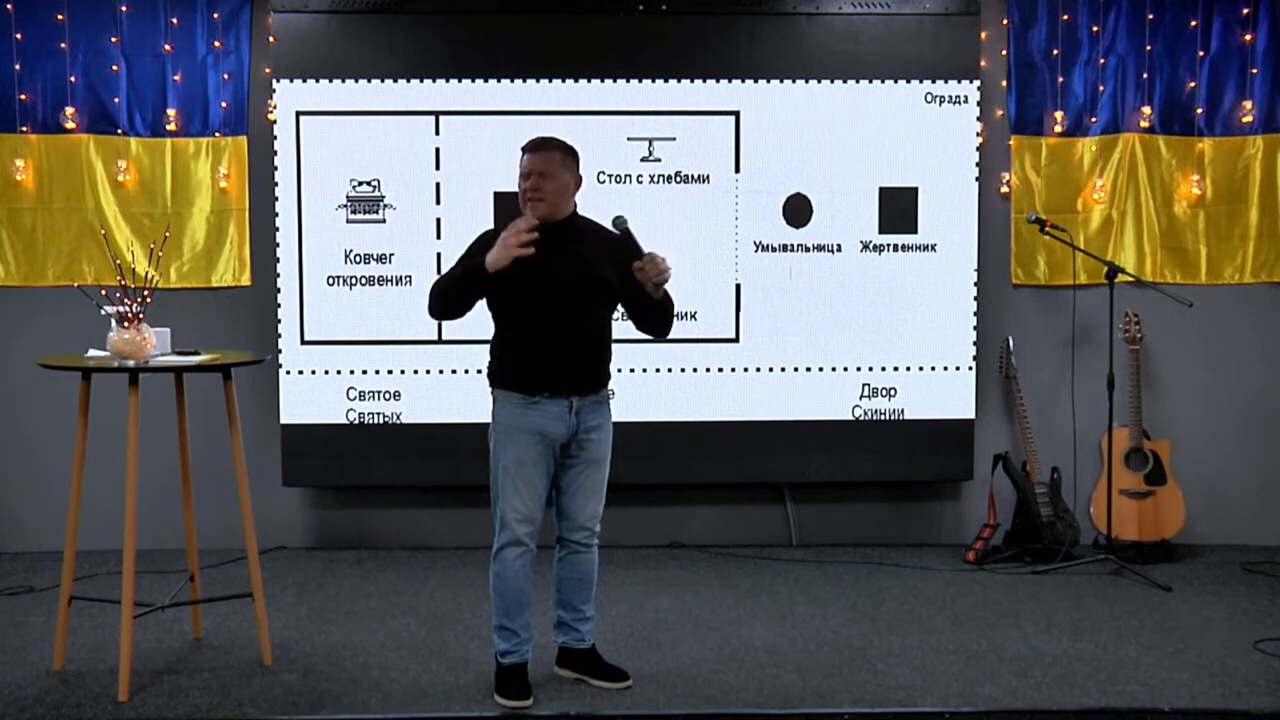 Ограда
Стол с хлебами
Ковчег
откровения
Умывальница
Жертвенник
Святое
Святых
Двор
Скинии